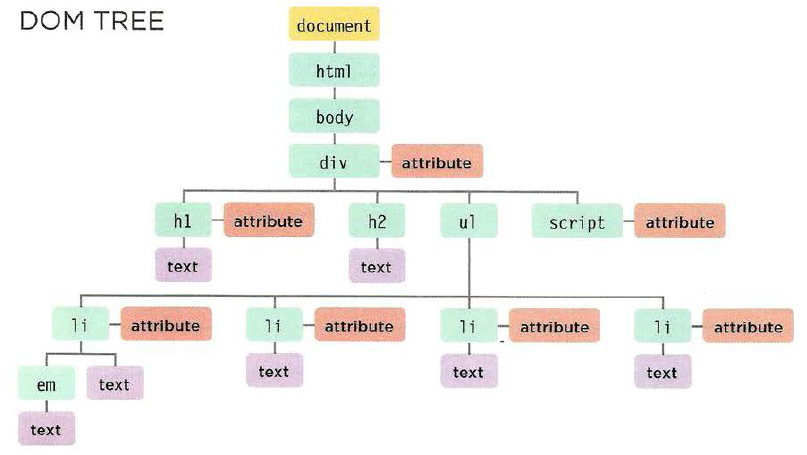 DOM TREE
document
html
body
div attribute
h1 attribute h2 ul script attribute
text text
li attribute li attribute li attribute li attribute
em text text text text
text